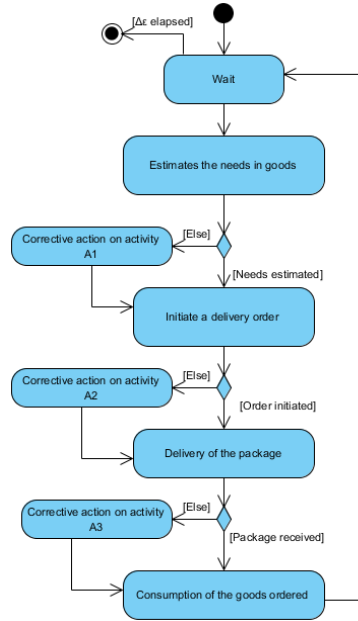 [Δε elapsed]
Wait
Estimates the needs in goods
[Else]
Corrective action on activity
A1
[Needs estimated]
Initiate a delivery order
[Else]
Corrective action on activity
A2
[Order initiated]
Delivery of the package
[Else]
Corrective action on activity
A3
[Package received]
Consumption of the goods ordered